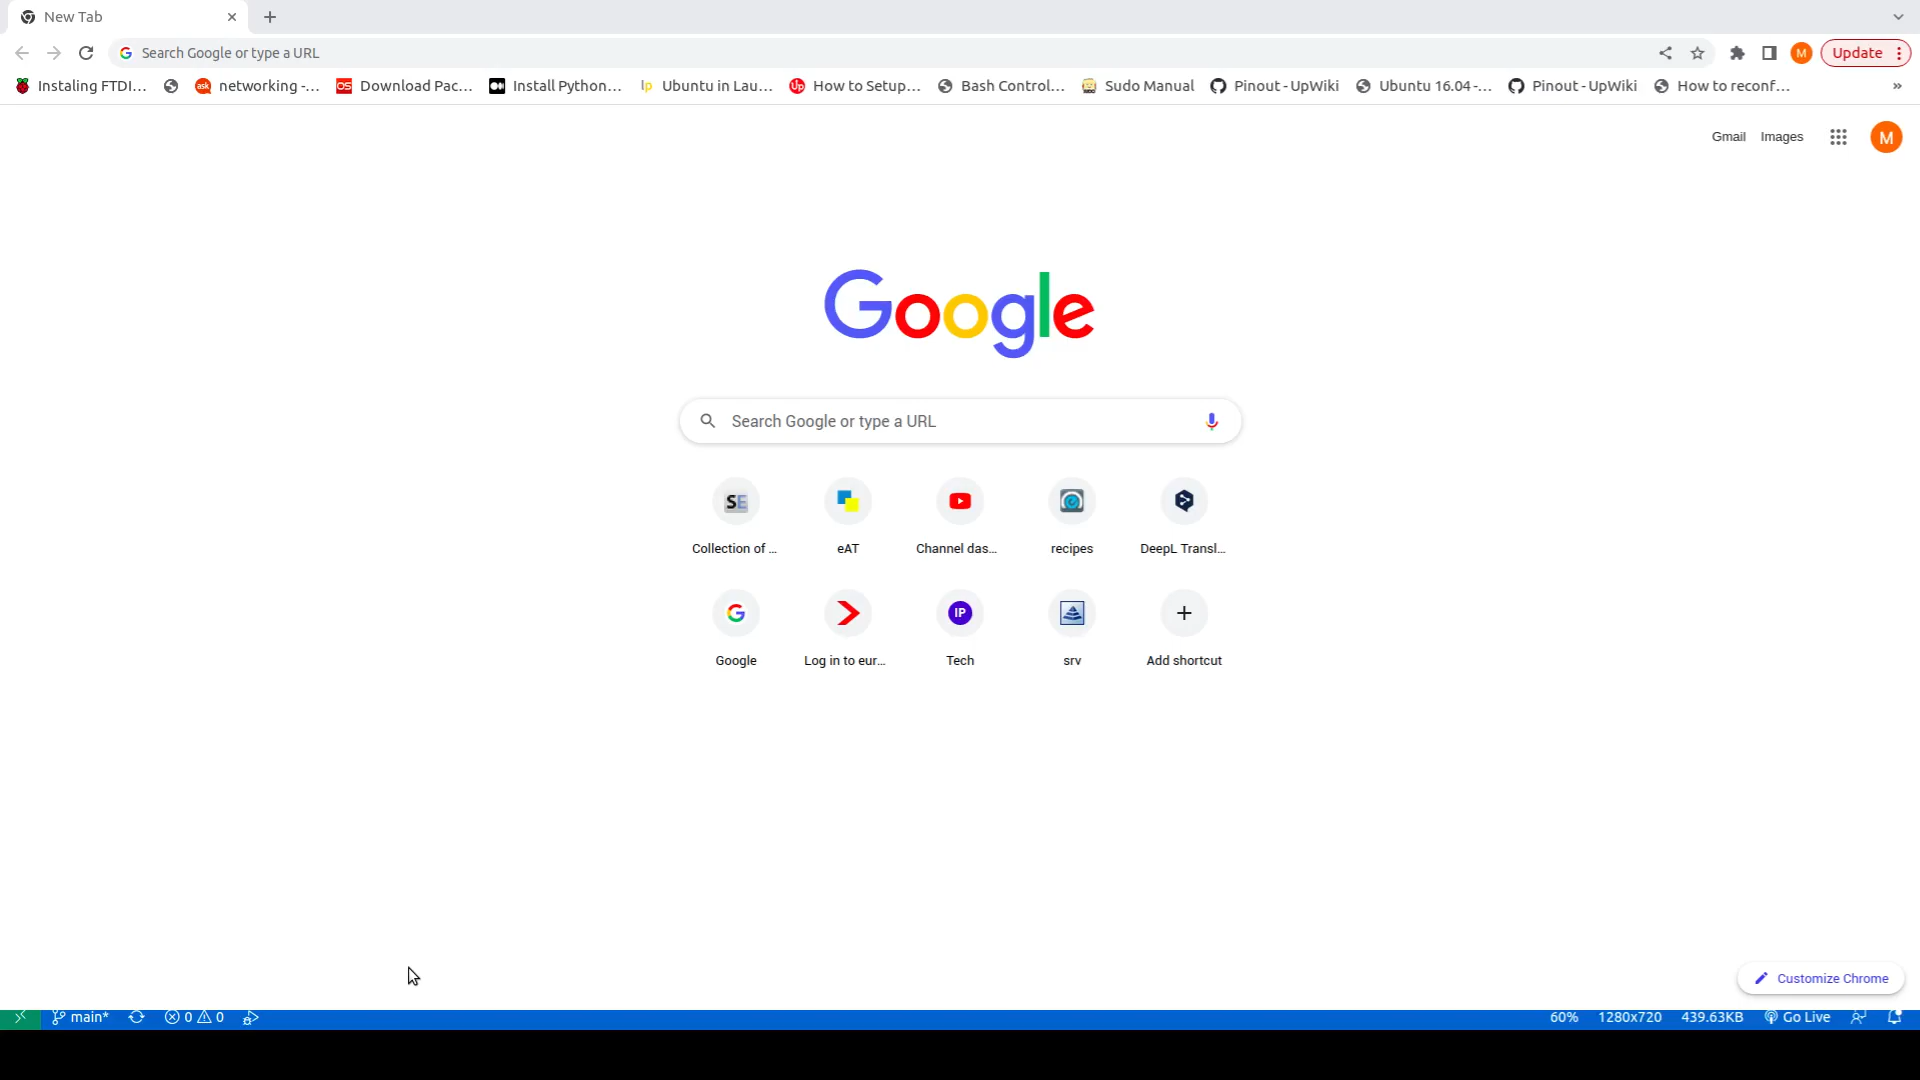 New Tab
Search Google or type a URL
Update
Instaling FTDI... networking -... Download Pac... Install Python... Ubuntu in Lau... How to Setup... Bash Control... Sudo Manual Pinout - UpWiki Ubuntu 16.04 -... Pinout - UpWiki How to reconf... »
Gmail Images M
Google
Search Google or type a URL
Collection of ... eAT Channel das... recipes DeepL Transl...
Google Log in to eur... Tech srv Add shortcut
Customize Chrome
main* 0 0 60% 1280x720 439.63KB Go Live